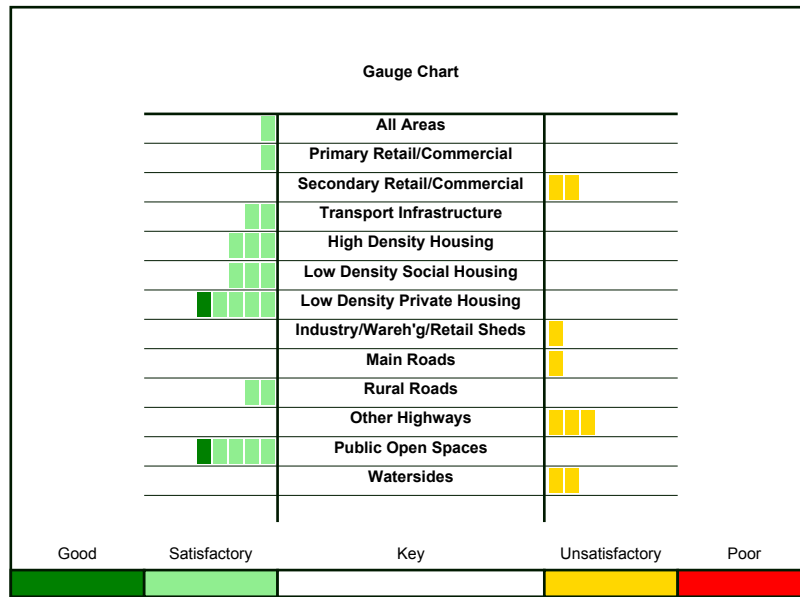 Gauge Chart
All Areas
Primary Retail/Commercial
Secondary Retail/Commercial
Transport Infrastructure
High Density Housing
Low Density Social Housing
Low Density Private Housing
Industry/Wareh'g/Retail Sheds
Main Roads
Rural Roads
Other Highways
Public Open Spaces
Watersides
Good Satisfactory Key Unsatisfactory Poor